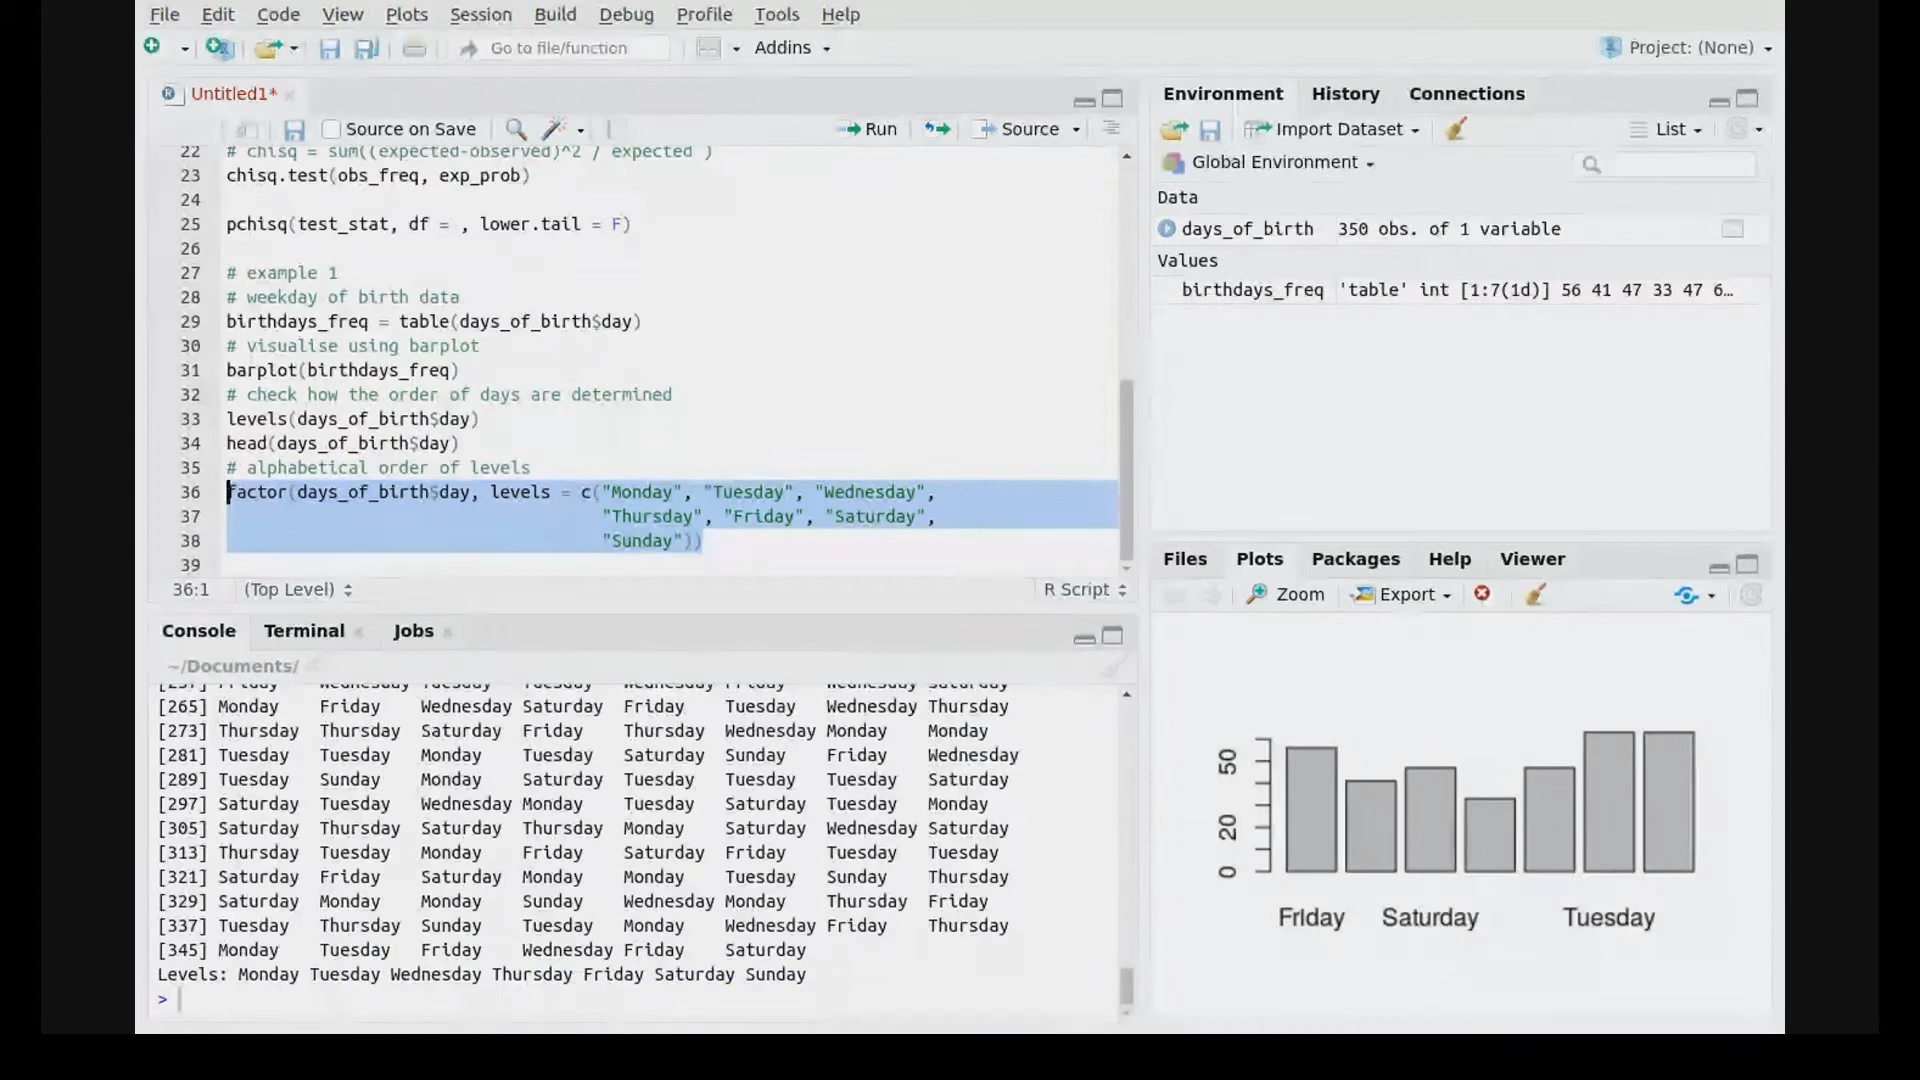 File Edit Code View Plots Session Build Debug Profile Tools Help
Go to file/function Addins Project: (None)
Untitled1*
Source on Save Run Source
22 # chisq = sum((expected-observed)^2 / expected )
23 chisq.test(obs_freq, exp_prob)
24
25 pchisq(test_stat, df = , lower.tail = F)
26
27 # example 1
28 # weekday of birth data
29 birthdays_freq = table(days_of_birth$day)
30 # visualise using barplot
31 barplot(birthdays_freq)
32 # check how the order of days are determined
33 levels(days_of_birth$day)
34 head(days_of_birth$day)
35 # alphabetical order of levels
36 factor(days_of_birth$day, levels = c("Monday", "Tuesday", "Wednesday",
37 "Thursday", "Friday", "Saturday",
38 "Sunday"))
39
36:1 (Top Level) R Script
Console Terminal Jobs
~/Documents/
[257] Friday Wednesday Tuesday Tuesday Wednesday Friday Wednesday Saturday
[265] Monday Friday Wednesday Saturday Friday Tuesday Wednesday Thursday
[273] Thursday Thursday Saturday Friday Thursday Wednesday Monday Monday
[281] Tuesday Tuesday Monday Tuesday Saturday Sunday Friday Wednesday
[289] Tuesday Sunday Monday Saturday Tuesday Tuesday Tuesday Saturday
[297] Saturday Tuesday Wednesday Monday Tuesday Saturday Tuesday Monday
[305] Saturday Thursday Saturday Thursday Monday Saturday Wednesday Saturday
[313] Thursday Tuesday Monday Friday Saturday Friday Tuesday Tuesday
[321] Saturday Friday Saturday Monday Monday Tuesday Sunday Thursday
[329] Saturday Monday Monday Sunday Wednesday Monday Thursday Friday
[337] Tuesday Thursday Sunday Tuesday Monday Wednesday Friday Thursday
[345] Monday Tuesday Friday Wednesday Friday Saturday
Levels: Monday Tuesday Wednesday Thursday Friday Saturday Sunday
>
Environment History Connections
Import Dataset List
Global Environment
Data
days_of_birth 350 obs. of 1 variable
Values
birthdays_freq 'table' int [1:7(1d)] 56 41 47 33 47 6…
Files Plots Packages Help Viewer
Zoom Export
50
20
0
Friday Saturday Tuesday